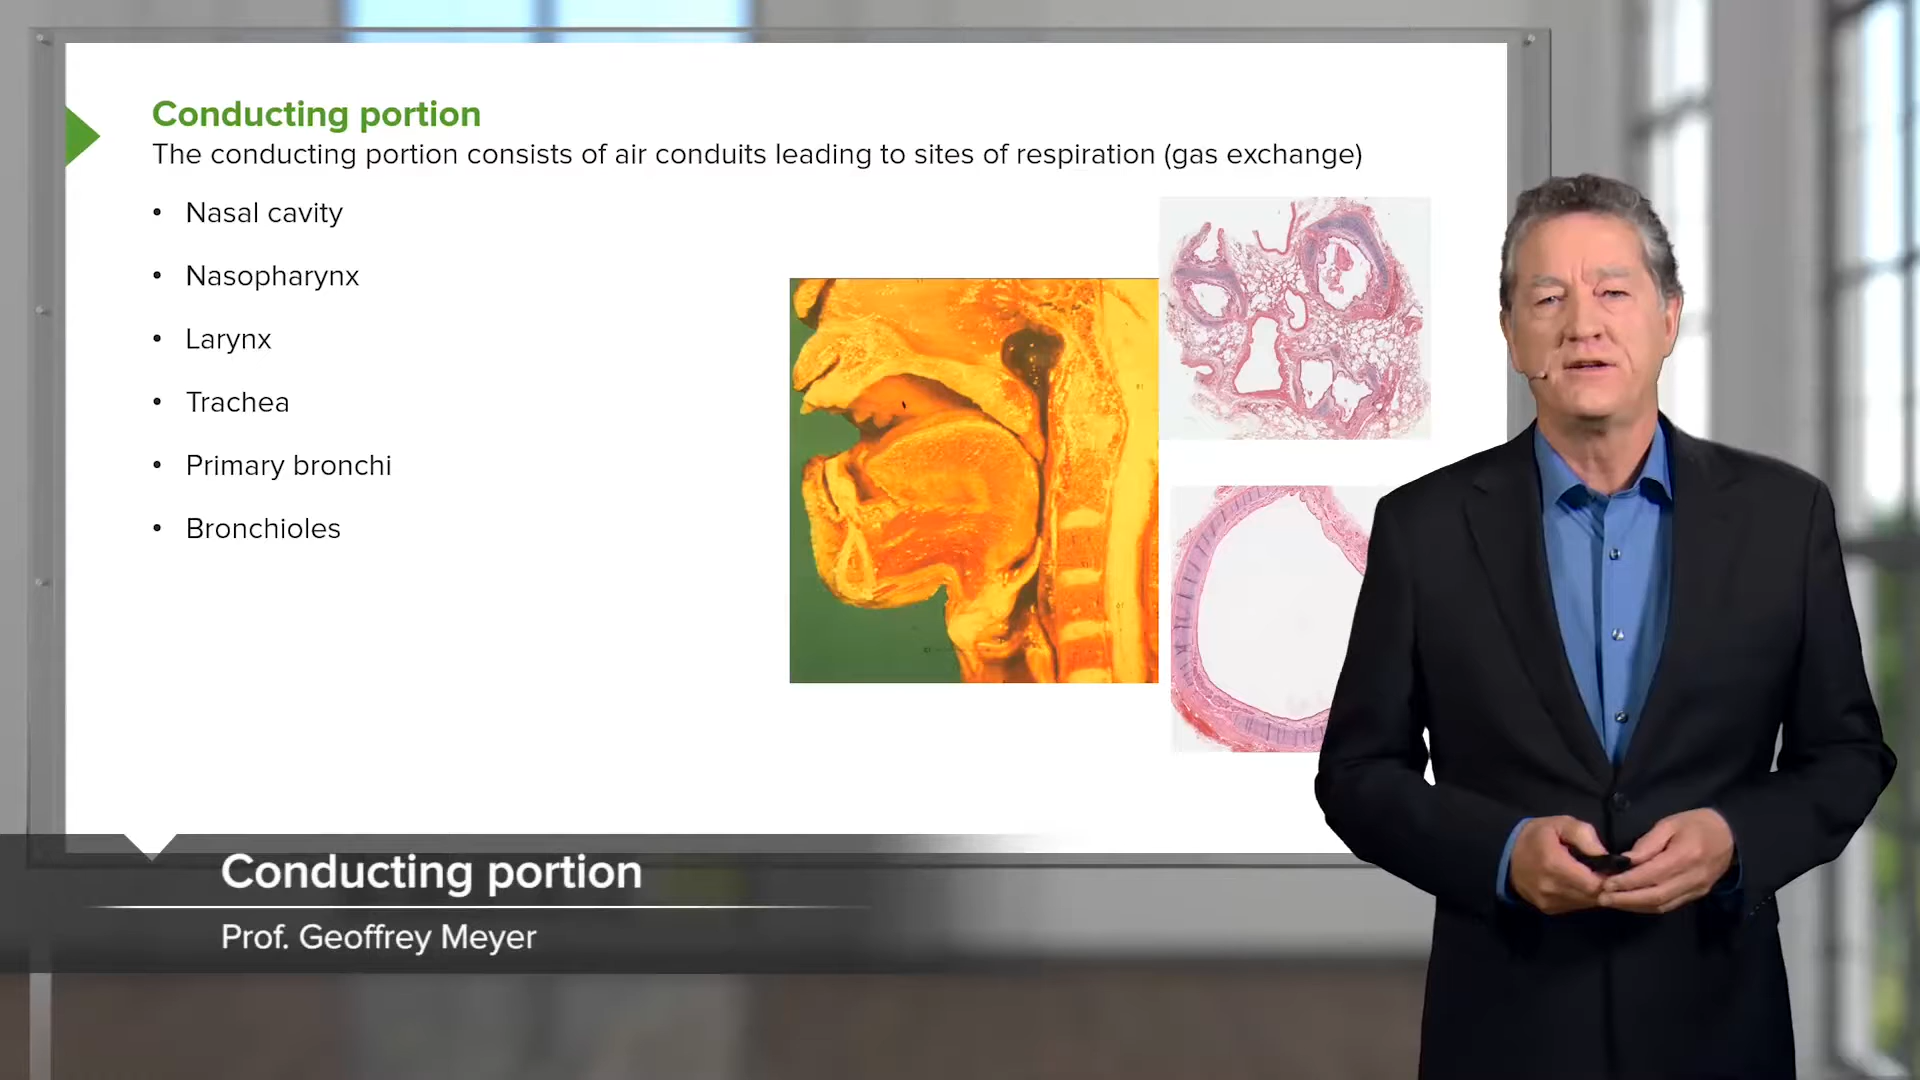 Conducting portion
The conducting portion consists of air conduits leading to sites of respiration (gas exchange)
• Nasal cavity
• Nasopharynx
• Larynx
• Trachea
• Primary bronchi
• Bronchioles
Conducting portion
Prof. Geoffrey Meyer